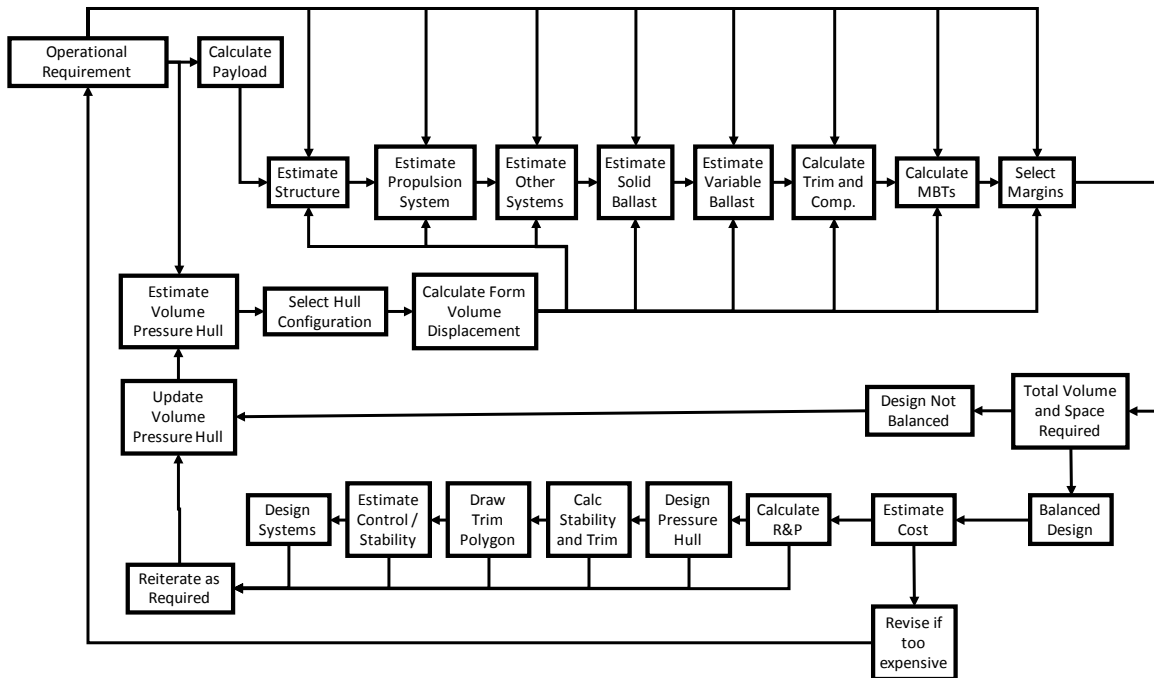 Operational
Requirement
Calculate
Payload
Estimate
Structure
Estimate
Propulsion
System
Estimate
Other
Systems
Estimate
Solid
Ballast
Estimate
Variable
Ballast
Calculate
Trim and
Comp.
Calculate
MBTs
Select
Margins
Estimate
Volume
Pressure Hull
Select Hull
Configuration
Calculate Form
Volume
Displacement
Update
Volume
Pressure Hull
Design Not
Balanced
Total Volume
and Space
Required
Design
Systems
Estimate
Control /
Stability
Draw
Trim
Polygon
Calc
Stability
and Trim
Design
Pressure
Hull
Calculate
R&P
Estimate
Cost
Balanced
Design
Reiterate as
Required
Revise if
too
expensive